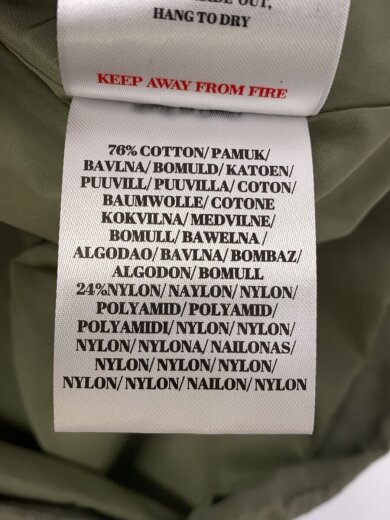 OUT,
HANG TO DRY
KEEP AWAY FROM FIRE
76% COTTON/PAMUK/
BAVLNA/BOMULD/KATOEN/
PUUVILL/PUUVILLA/COTON/
BAUMWOLLE/COTONE
KOKVILNA/MEDVILNE/
BOMULL/BAWELNA/
ALGODAO/BAVLNA/BOMBAZ/
ALGODON/BOMULL
24%NYLON/NAYLON/NYLON/
POLYAMID/POLYAMID/
POLYAMIDI/NYLON/NYLON/
NYLON/NYLONA/NAILONAS/
NYLON/NYLON/NYLON/
NYLON/NYLON/NAILON/NYLON